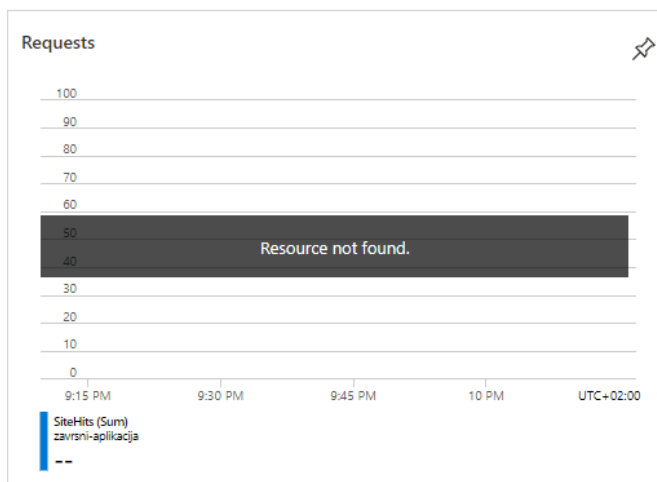 Requests
100
90
80
70
60
50
Resource not found.
40
30
20
10
0
9:15 PM 9:30 PM 9:45 PM 10 PM UTC+02:00
SiteHits (Sum)
zavrsni-aplikacija
--